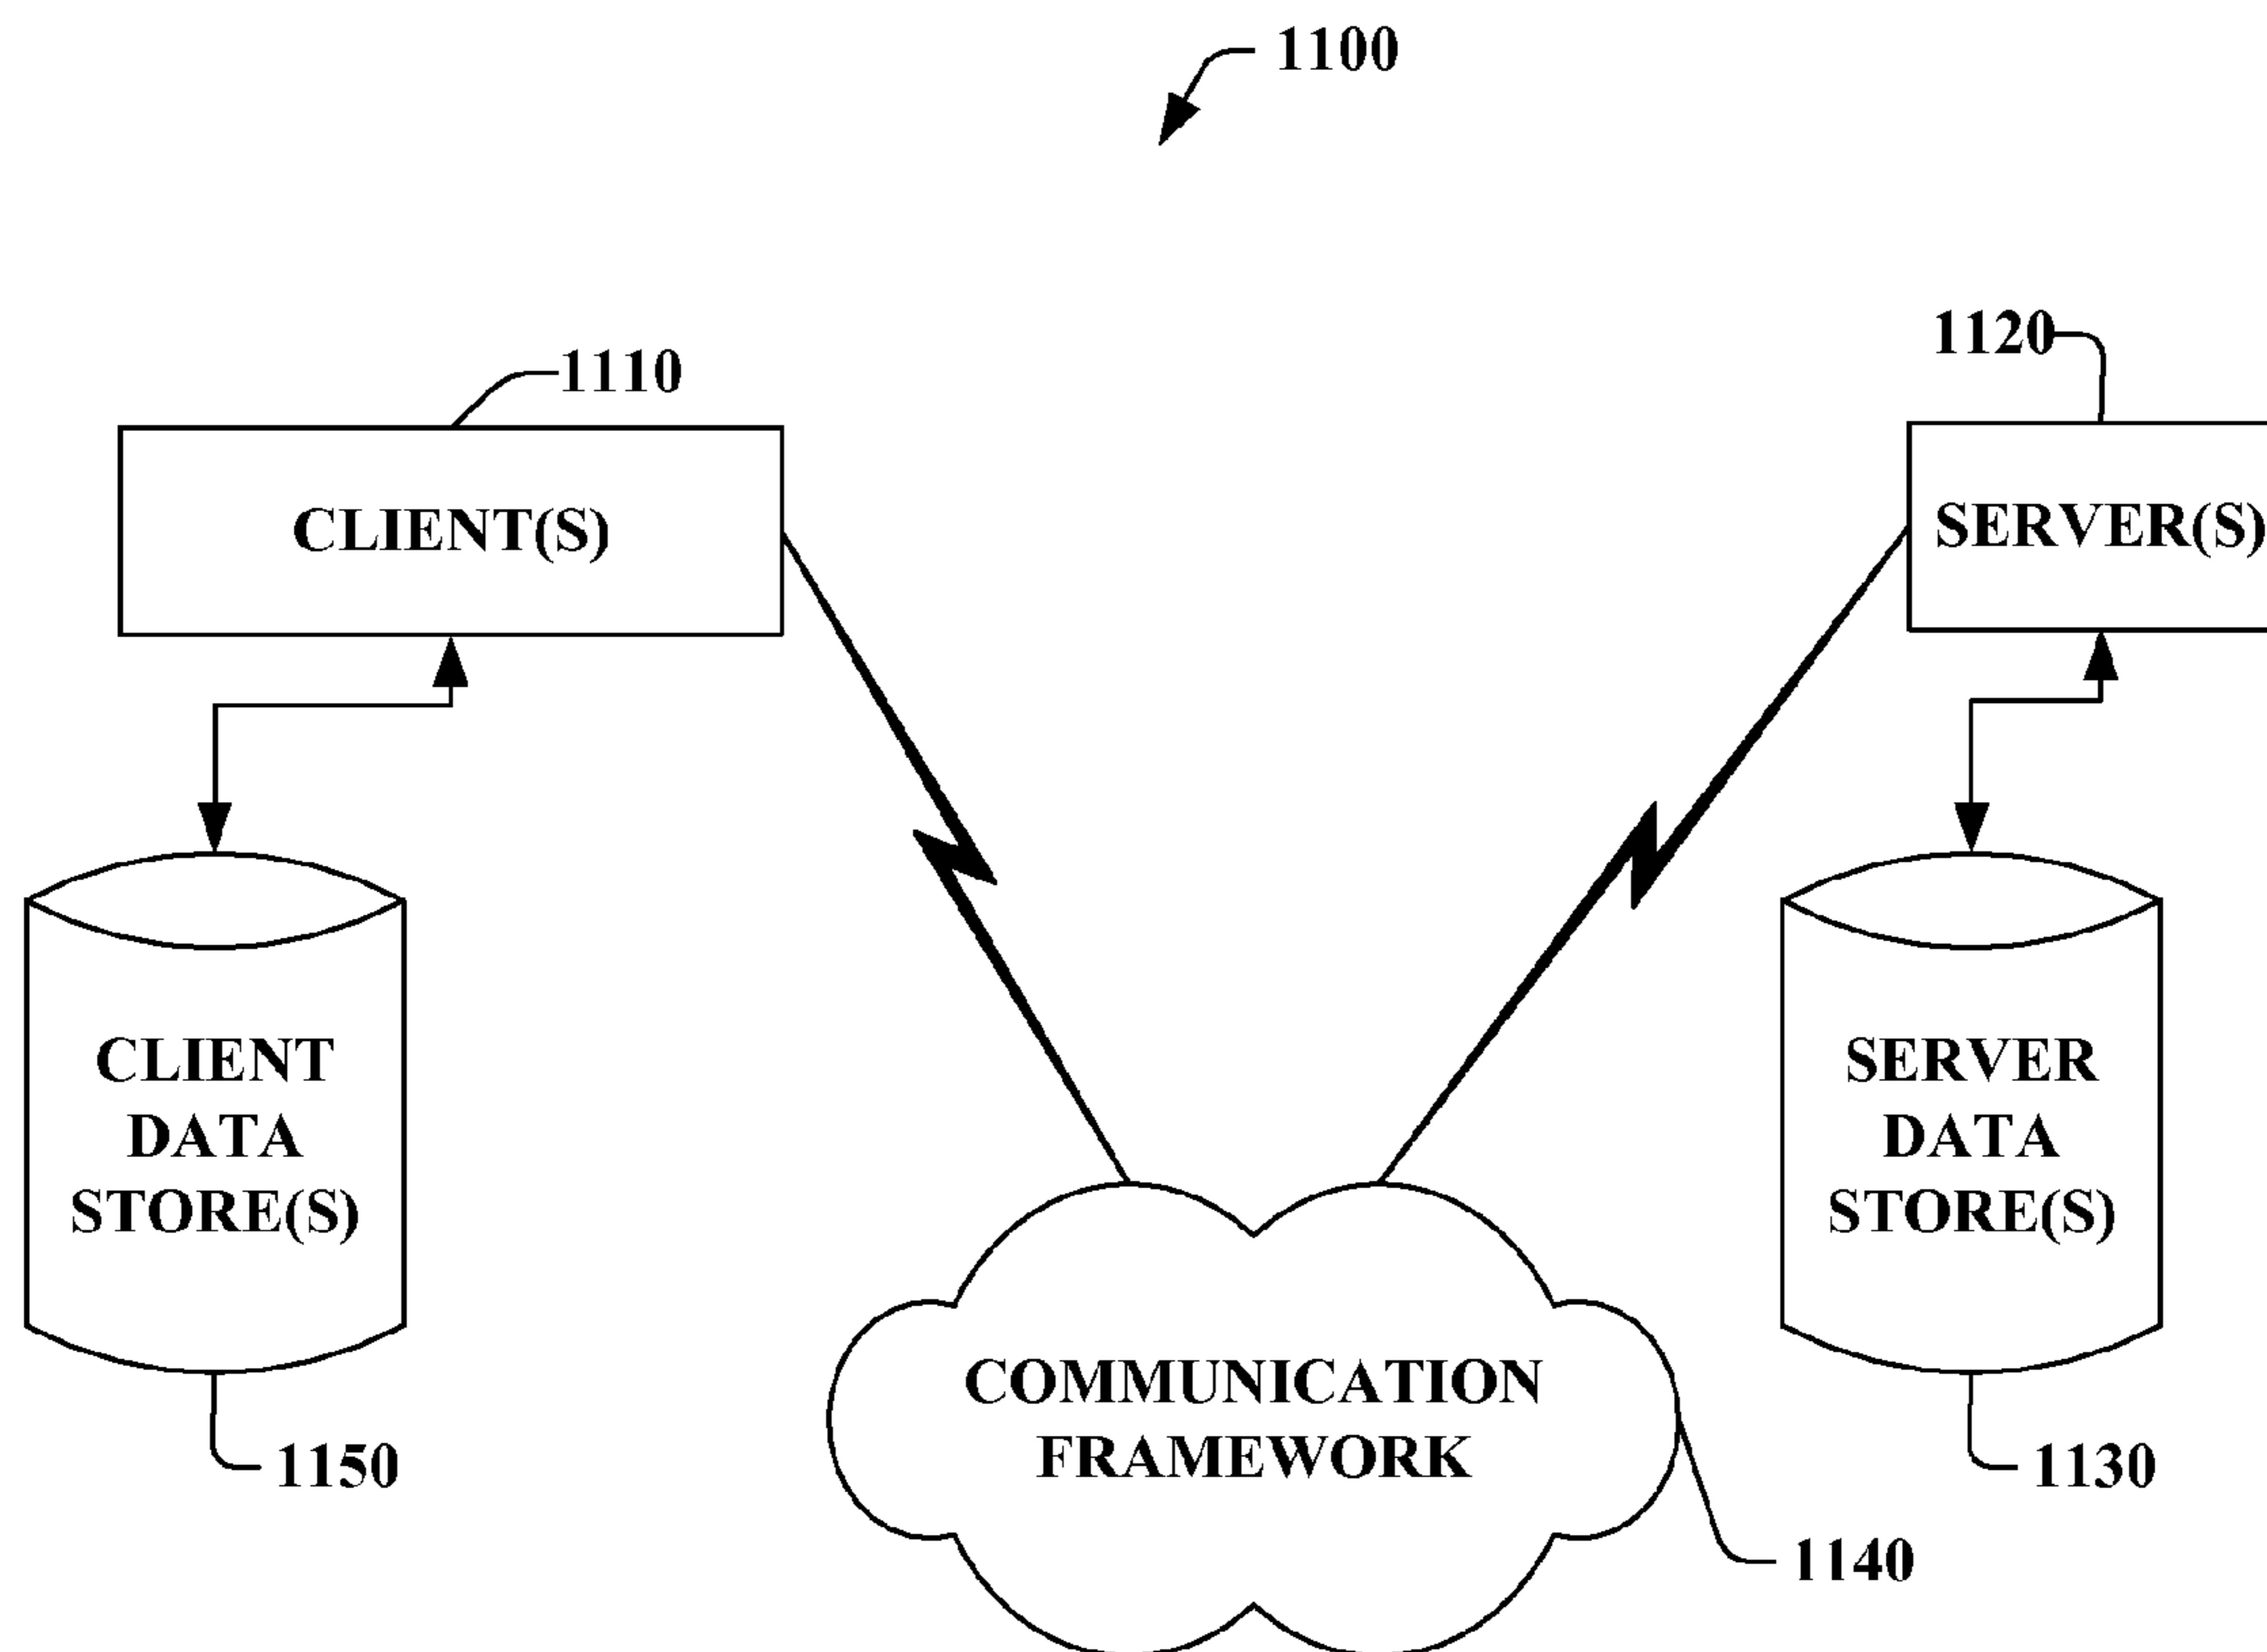 1100
1110
1120
CLIENT(S)
SERVER(S)
CLIENT
DATA
STORE(S)
SERVER
DATA
STORE(S)
COMMUNICATION
FRAMEWORK
1150
1130
1140